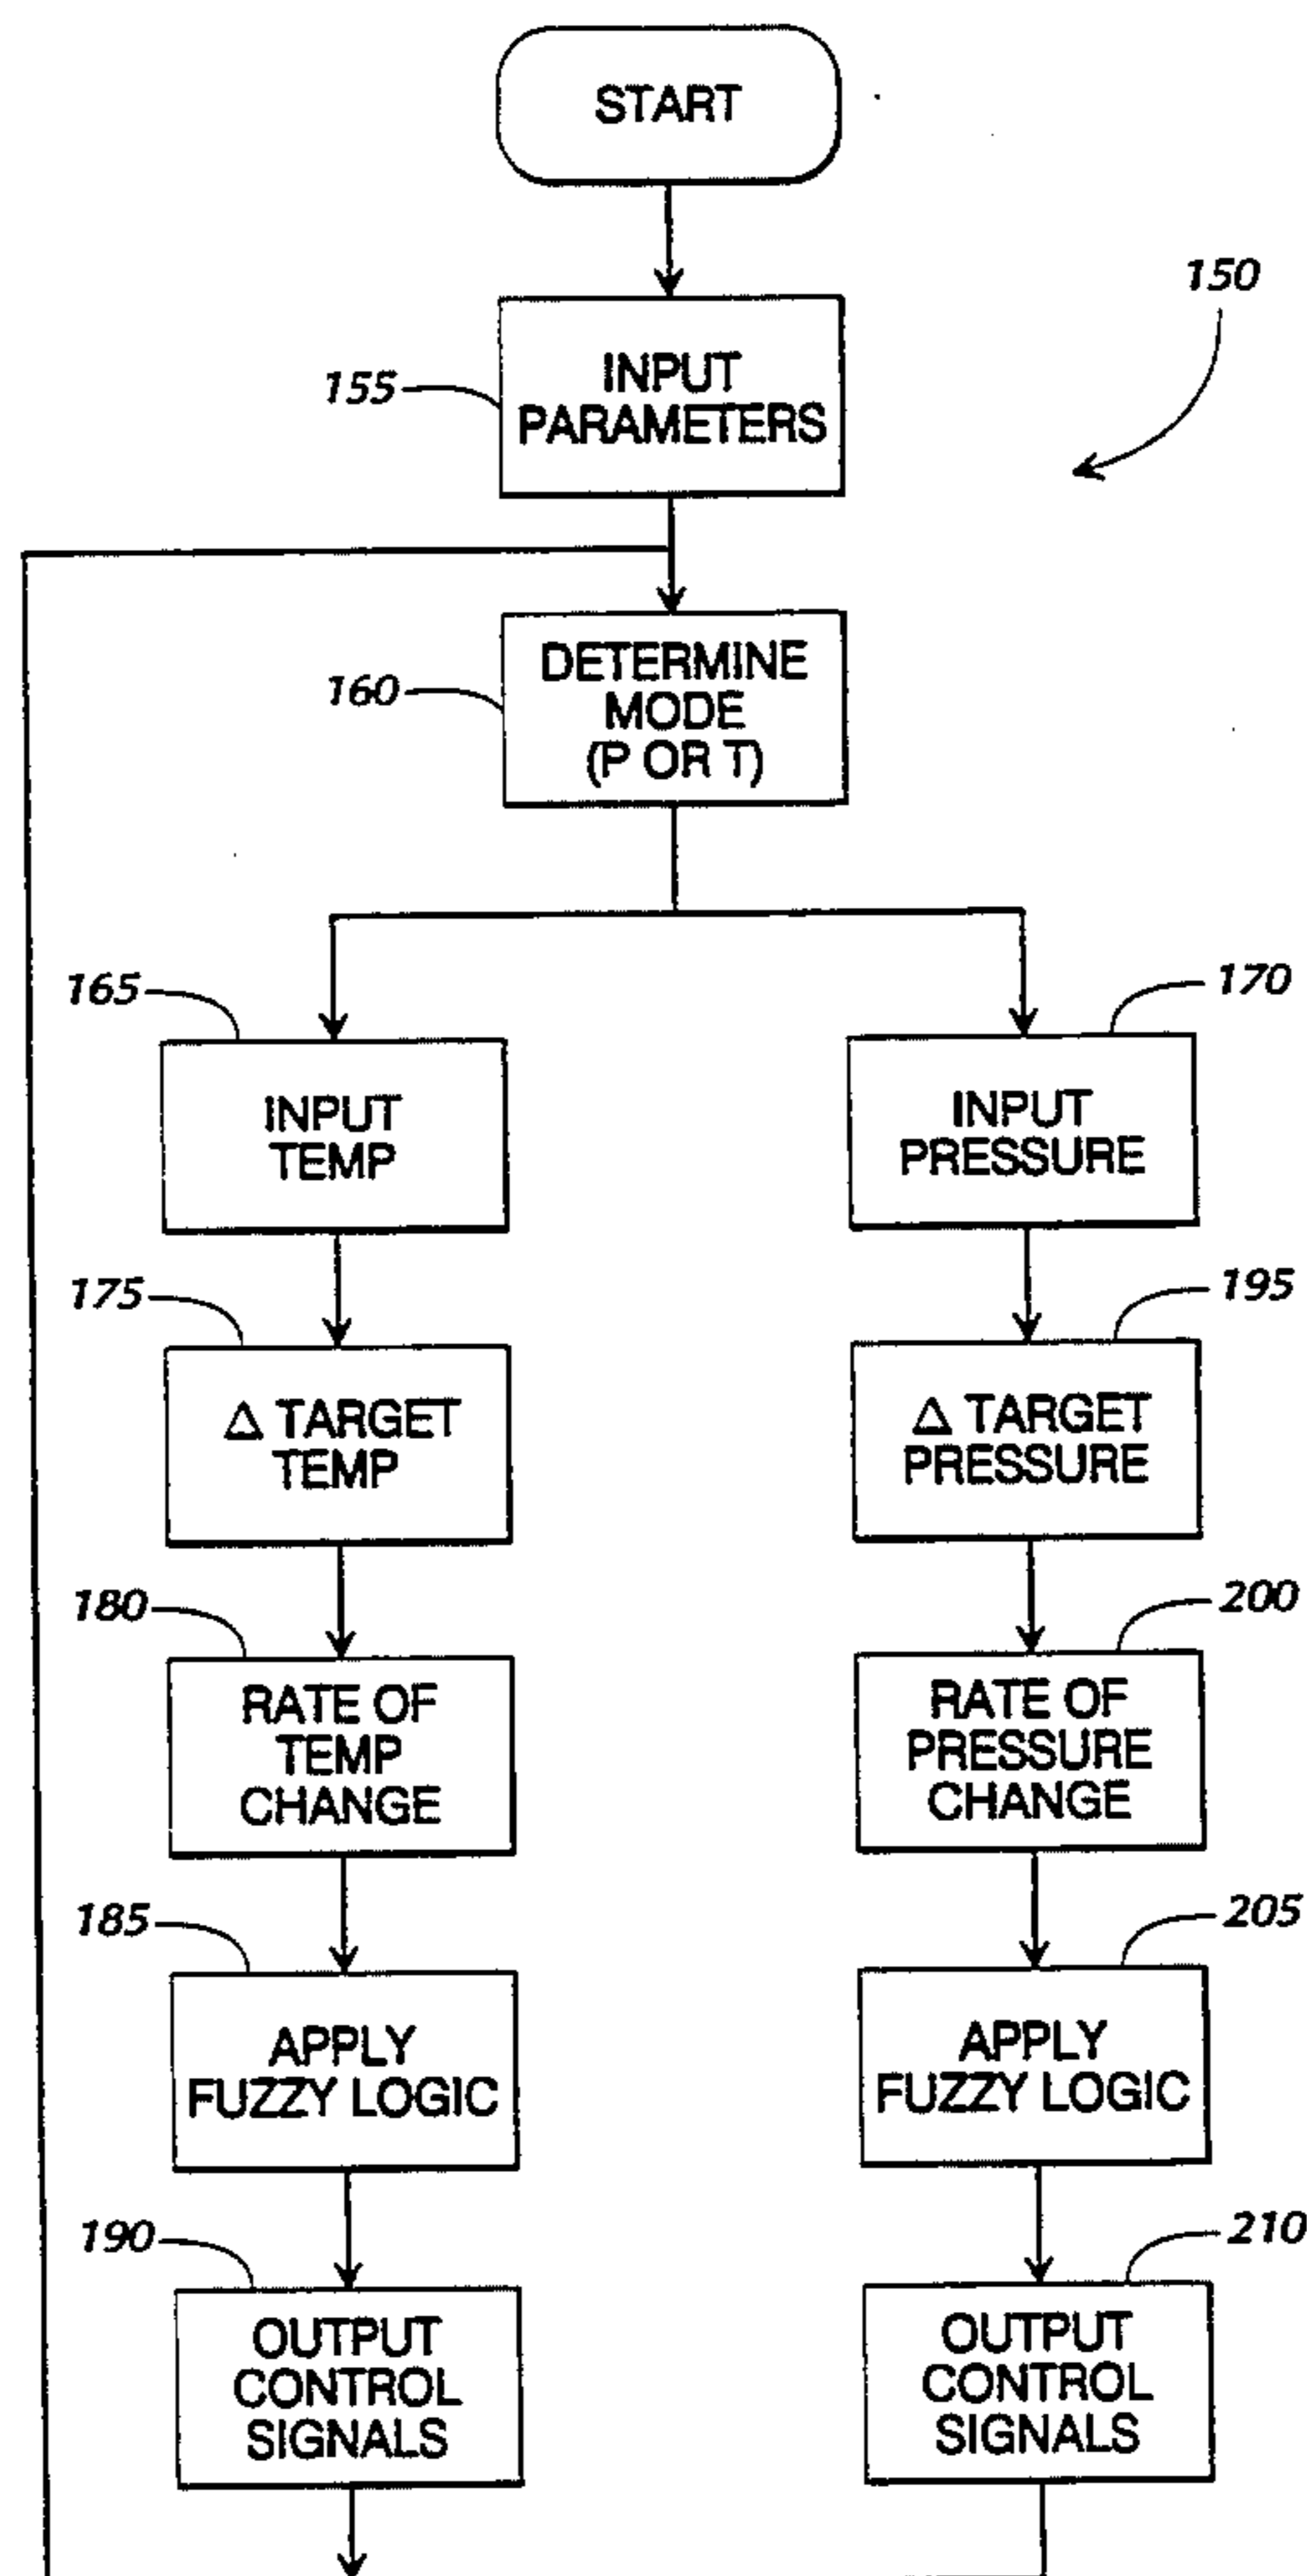 START
150
155
INPUT
PARAMETERS
160
DETERMINE
MODE
(P OR T)
165
INPUT
TEMP
170
INPUT
PRESSURE
175
Δ TARGET
TEMP
195
Δ TARGET
PRESSURE
180
RATE OF
TEMP
CHANGE
200
RATE OF
PRESSURE
CHANGE
185
APPLY
FUZZY LOGIC
205
APPLY
FUZZY LOGIC
190
OUTPUT
CONTROL
SIGNALS
210
OUTPUT
CONTROL
SIGNALS